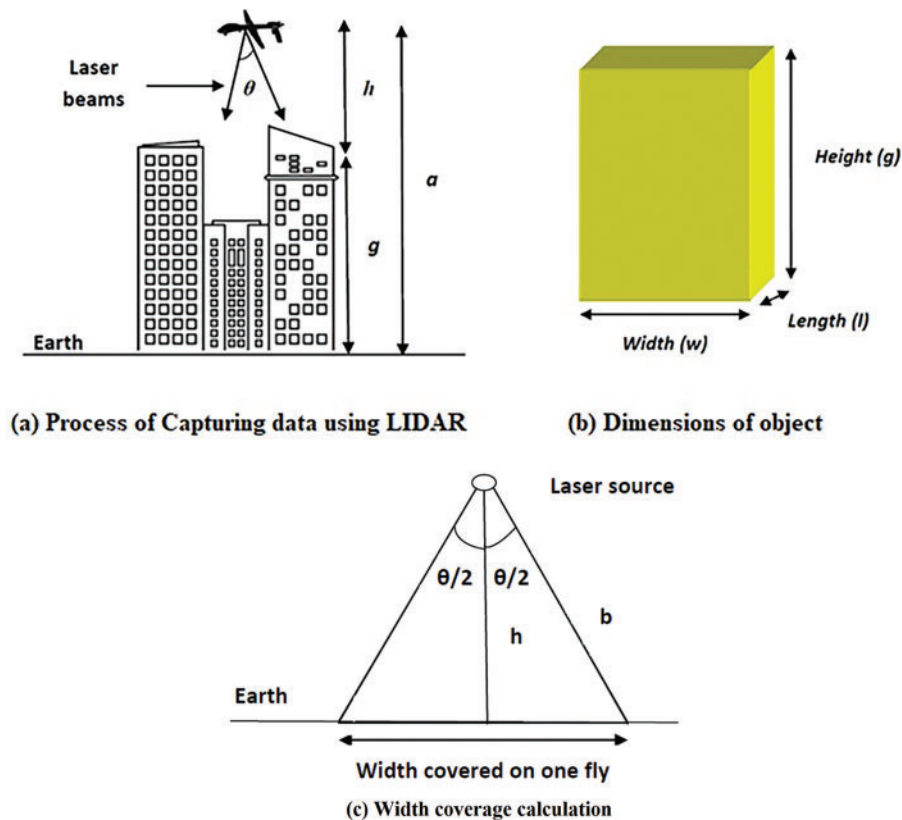 Laser
beams
θ
h
a
g
Earth
(a) Process of Capturing data using LIDAR
Height (g)
Length (l)
Width (w)
(b) Dimensions of object
Laser source
θ/2 θ/2
b
h
Earth
Width covered on one fly
(c) Width coverage calculation